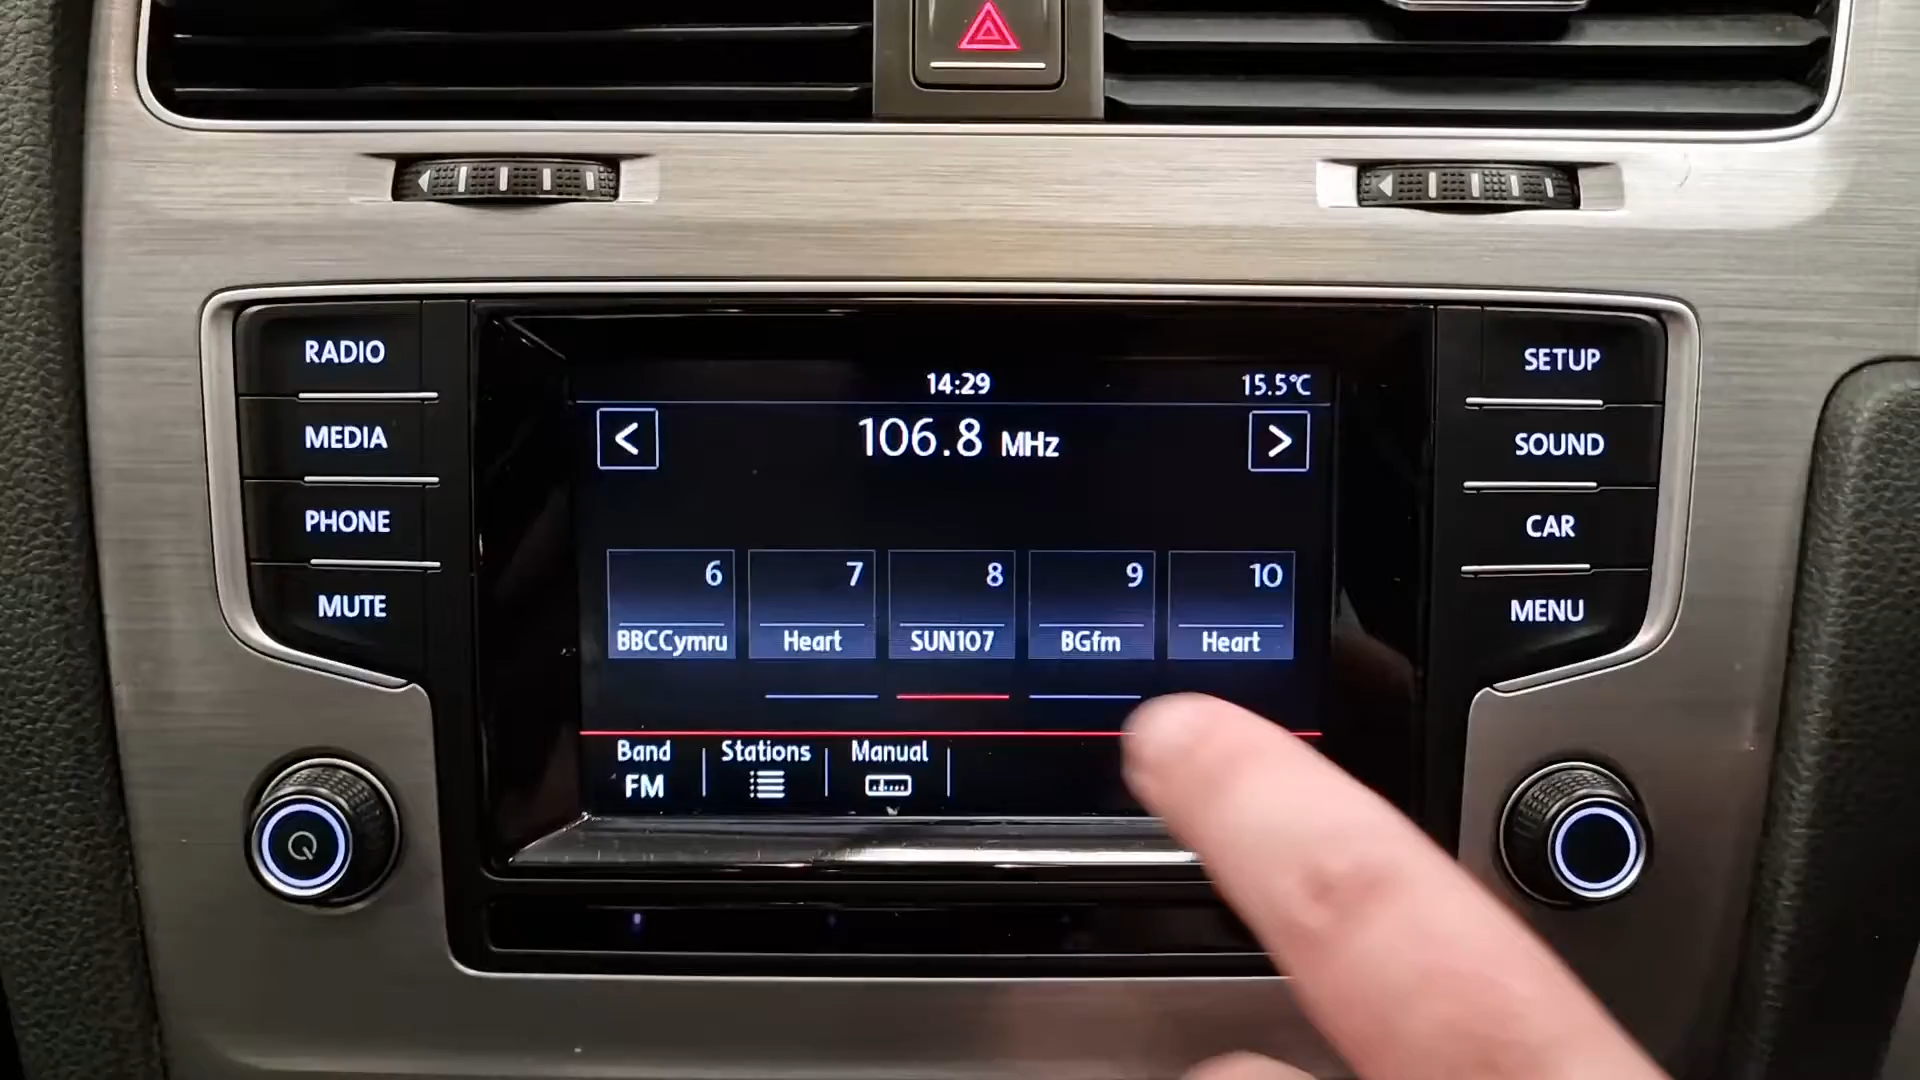 RADIO
MEDIA
PHONE
MUTE
14:29
15.5°C
<
106.8 MHz
>
6
7
8
9
10
BBCCymru
Heart
SUN107
BGfm
Heart
Band
FM
Stations
Manual
SETUP
SOUND
CAR
MENU